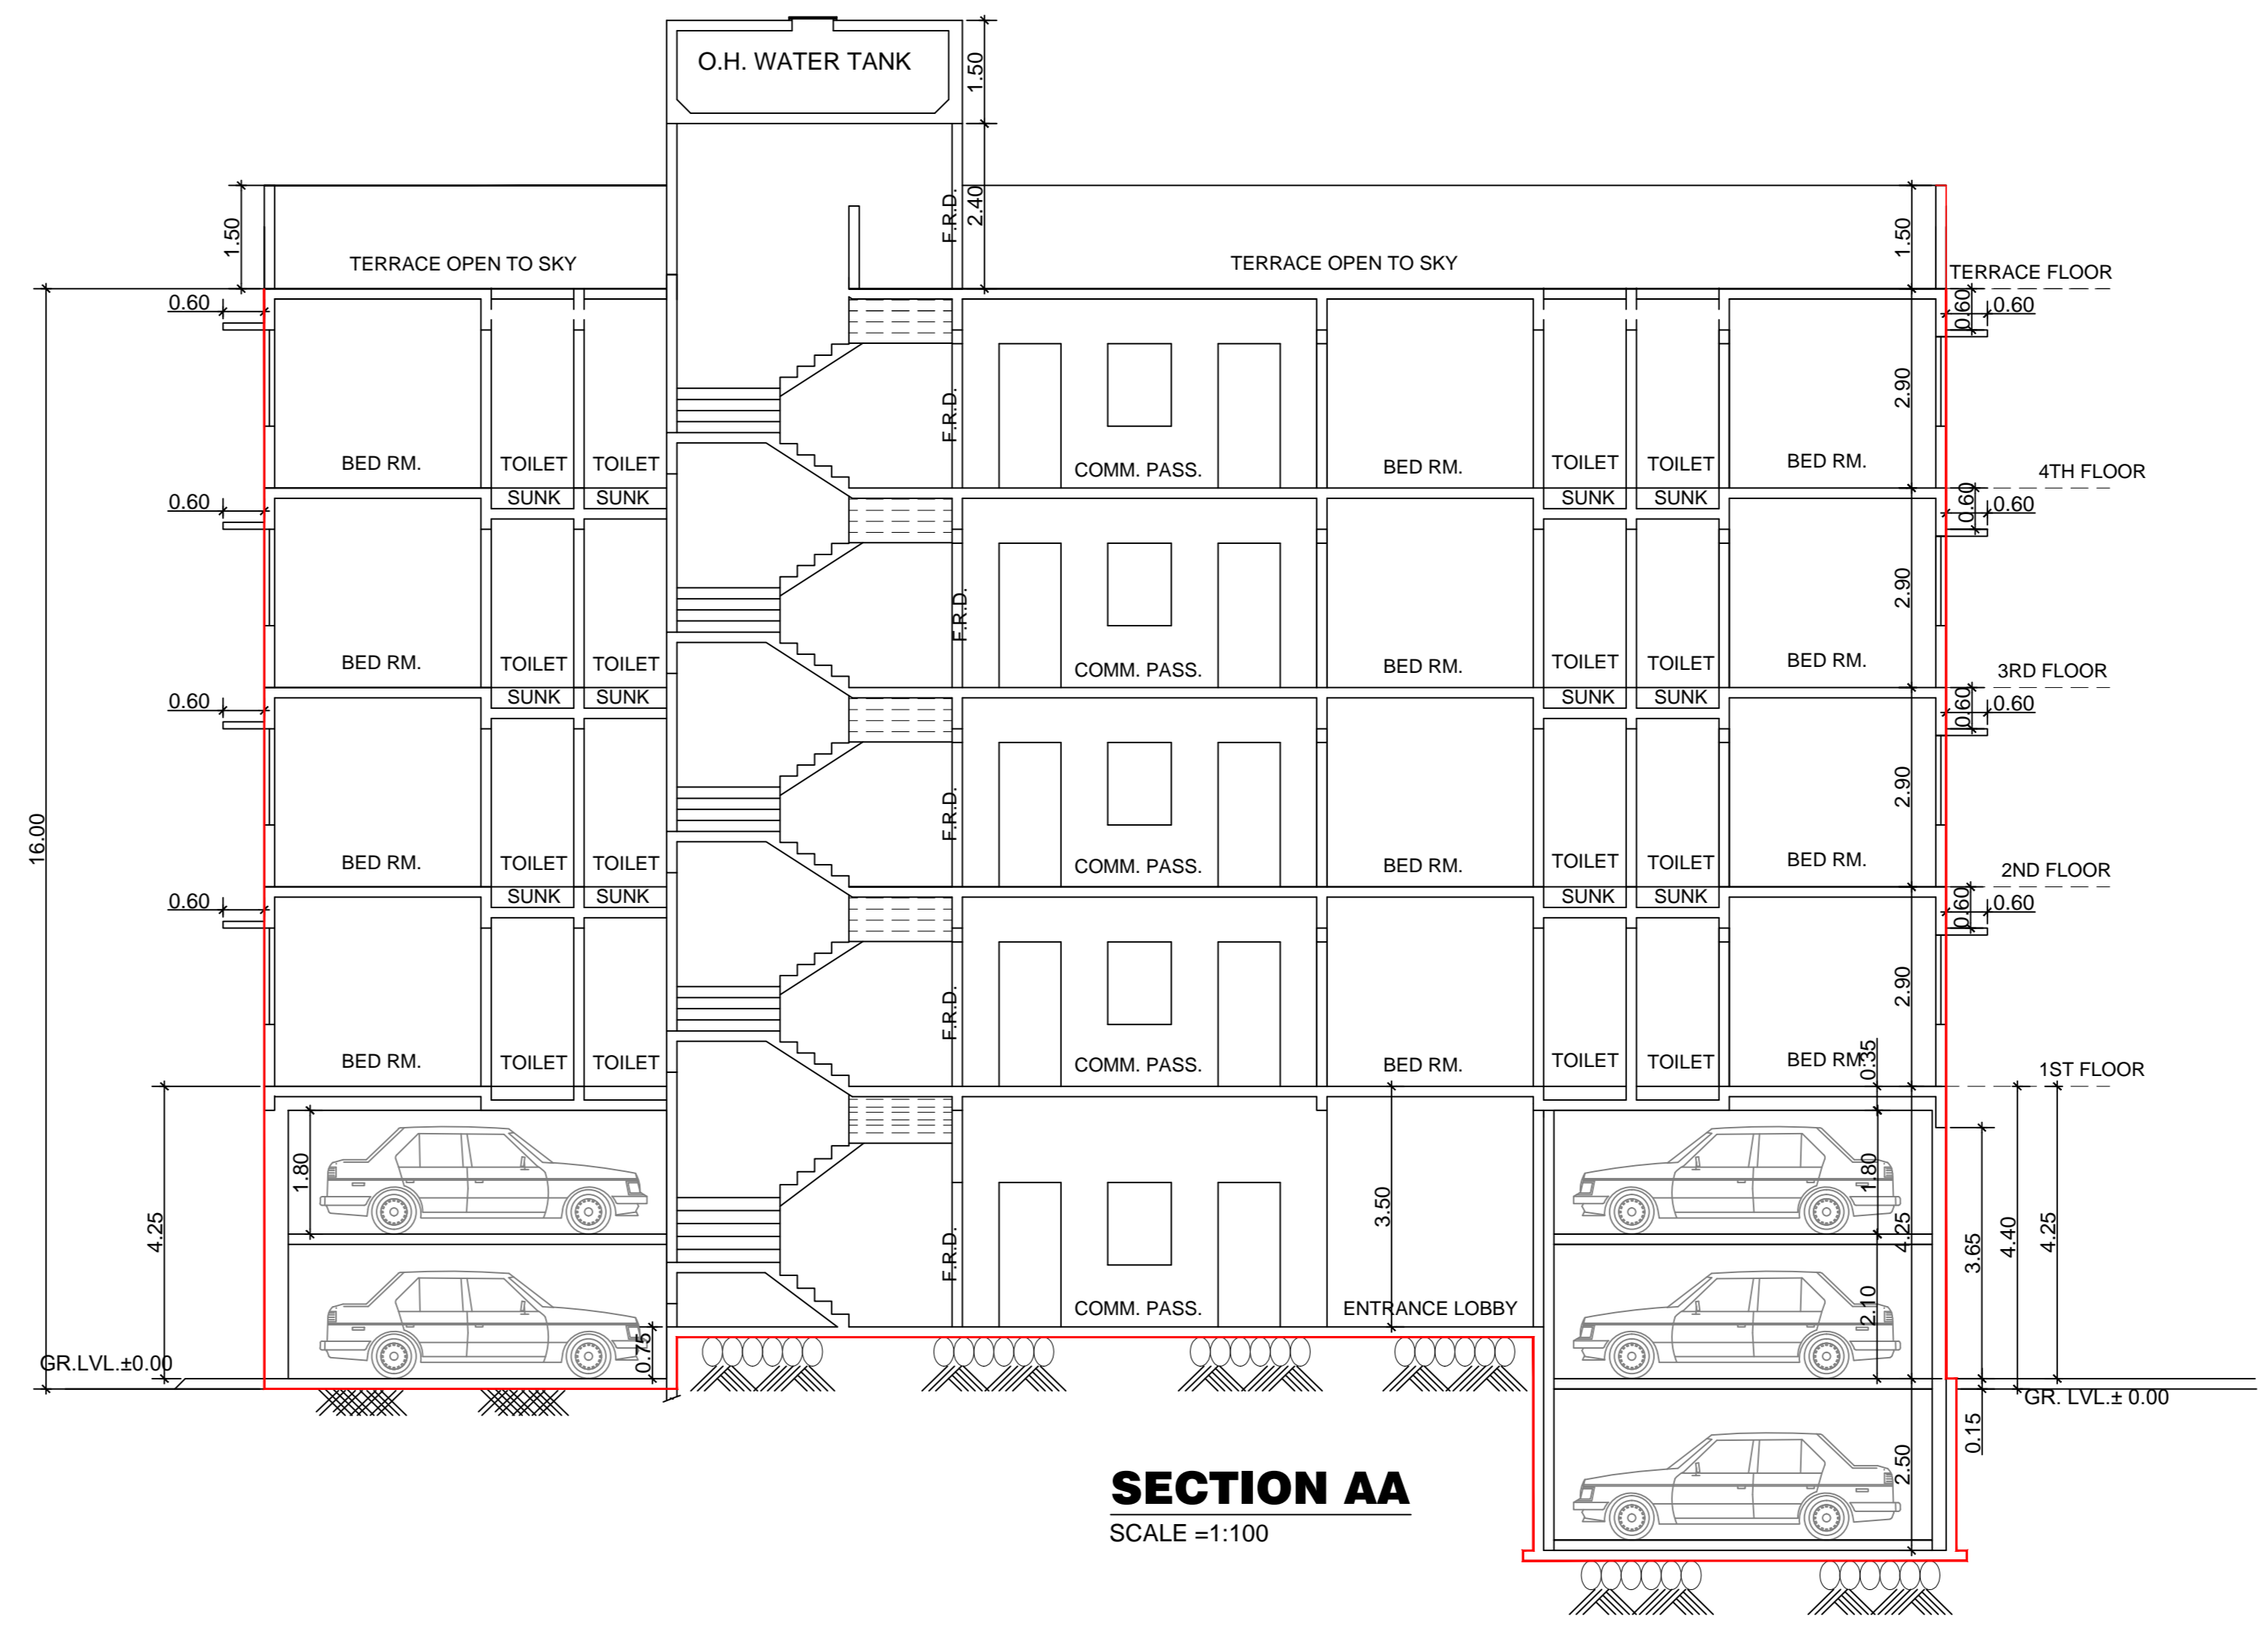 O.H. WATER TANK
1.50
2.40
F.R.D.
1.50
1.50
TERRACE OPEN TO SKY
TERRACE OPEN TO SKY
TERRACE FLOOR
0.60
0.60
0.60
2.90
F.R.D.
BED RM.
TOILET
TOILET
COMM. PASS.
BED RM.
TOILET
TOILET
BED RM.
4TH FLOOR
0.60
SUNK
SUNK
SUNK
SUNK
0.60
0.60
2.90
F.R.D.
BED RM.
TOILET
TOILET
COMM. PASS.
BED RM.
TOILET
TOILET
BED RM.
3RD FLOOR
0.60
SUNK
SUNK
SUNK
SUNK
0.60
0.60
16.00
2.90
F.R.D.
BED RM.
TOILET
TOILET
COMM. PASS.
BED RM.
TOILET
TOILET
BED RM.
2ND FLOOR
0.60
SUNK
SUNK
SUNK
SUNK
0.60
0.60
2.90
F.R.D.
BED RM.
TOILET
TOILET
COMM. PASS.
BED RM.
TOILET
TOILET
BED RM.
0.35
1ST FLOOR
4.25
1.80
3.50
1.80
4.25
3.65
4.40
4.25
F.R.D.
2.10
COMM. PASS.
ENTRANCE LOBBY
0.75
GR.LVL.±0.00
GR. LVL.± 0.00
0.15
2.50
SECTION AA
SCALE =1:100